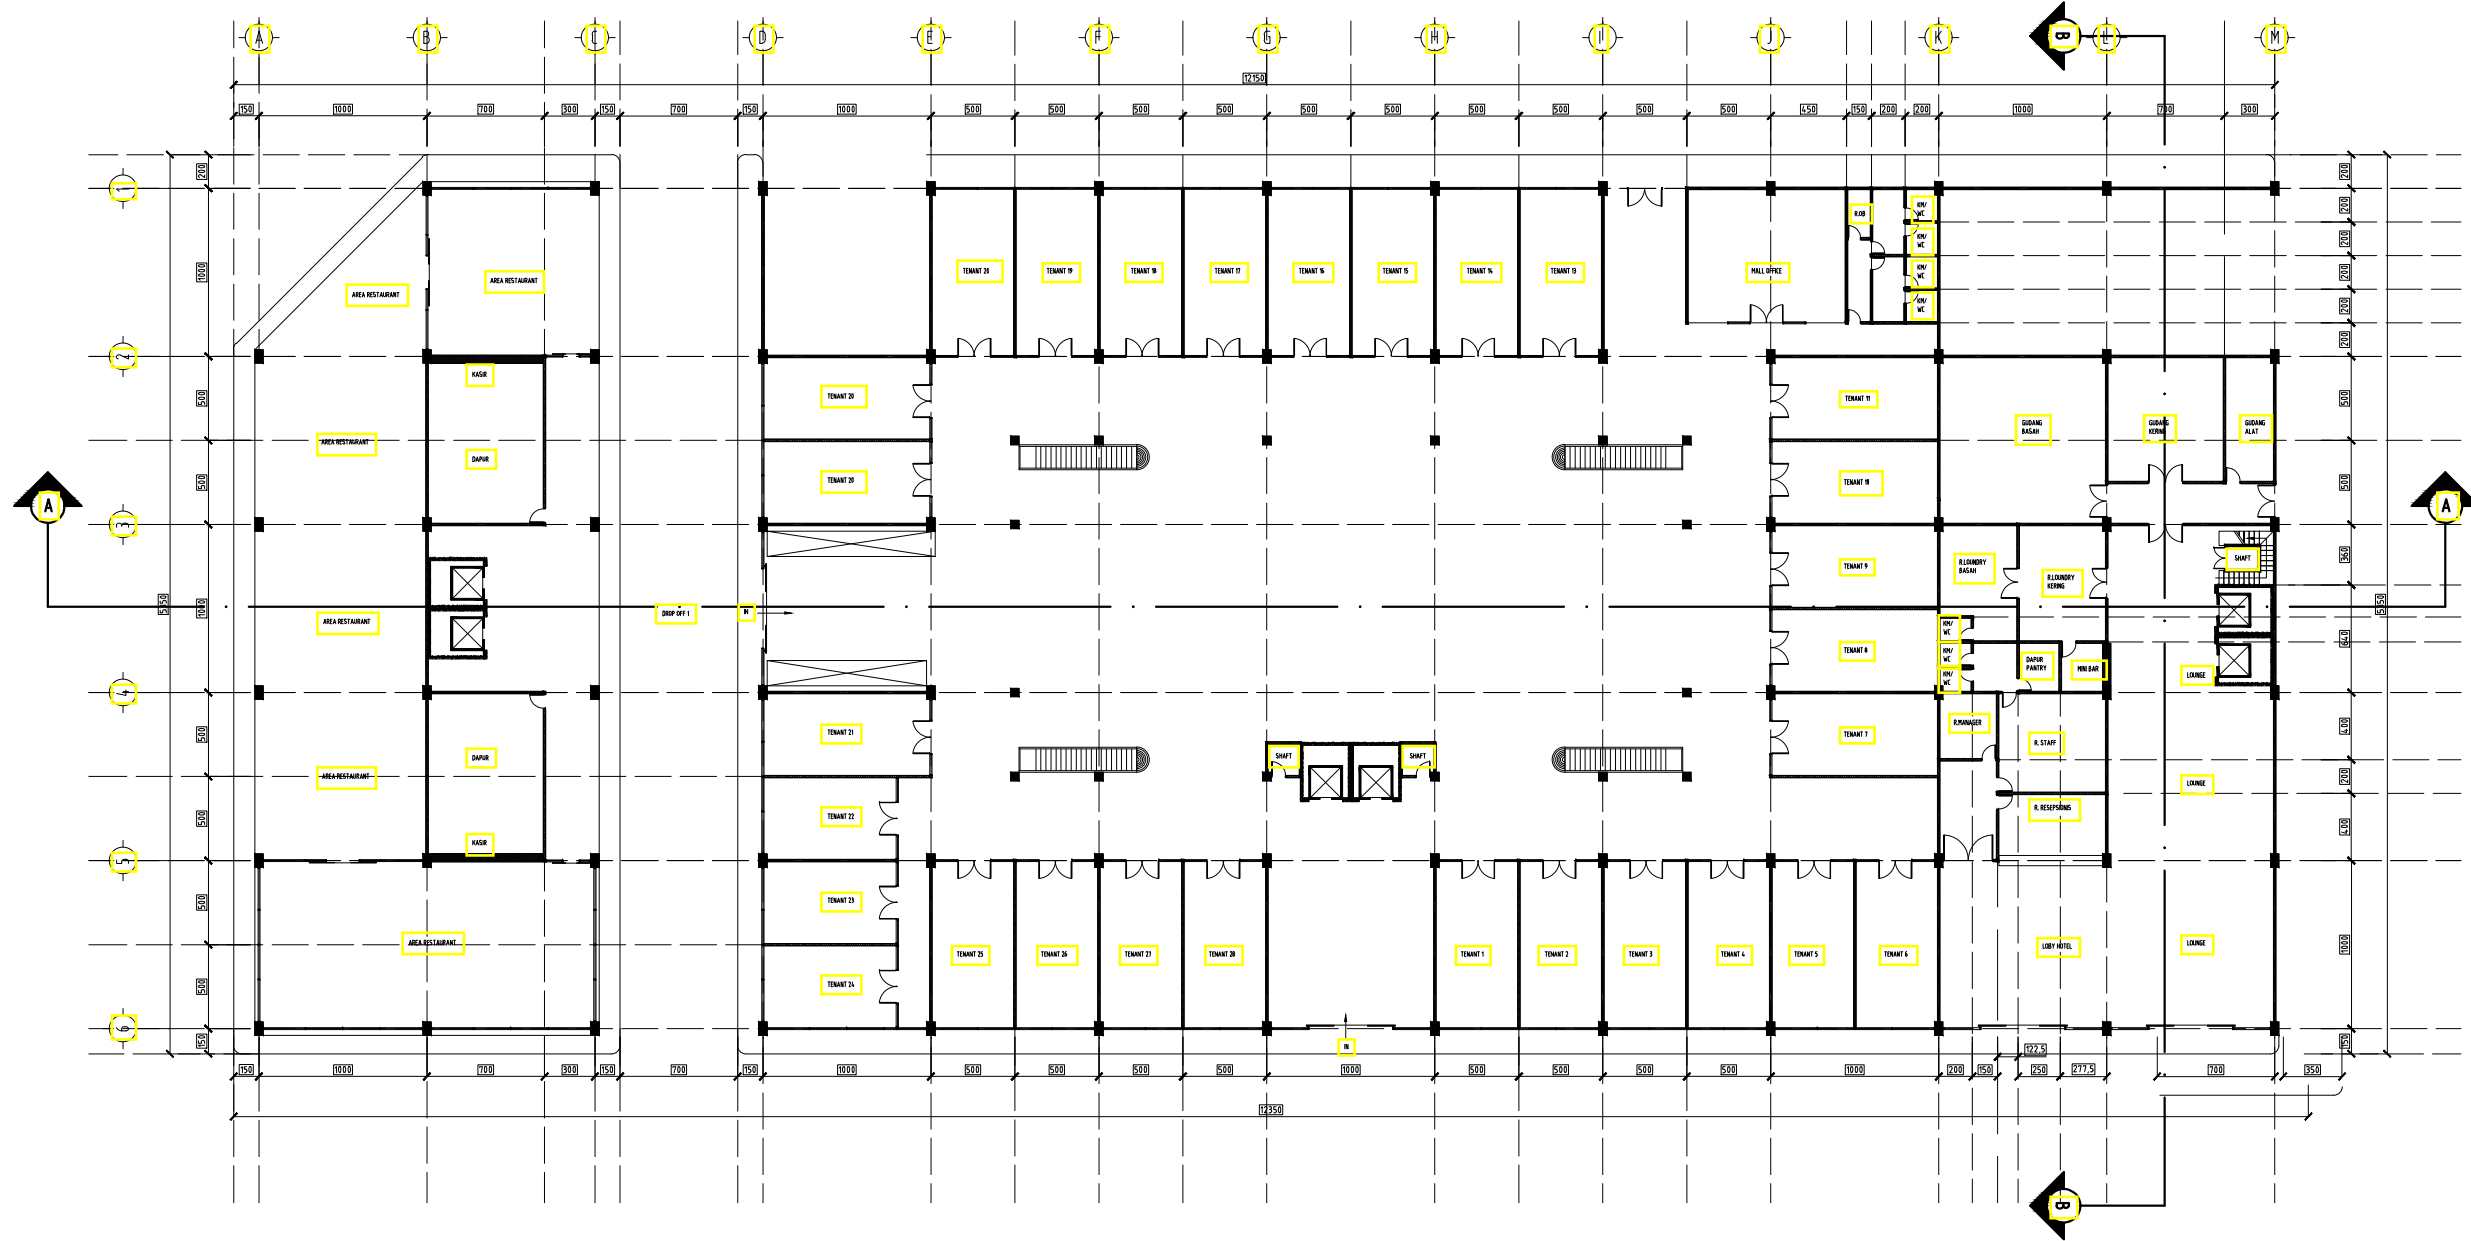 A B C D E F G H I J K B L M
12150
150 1000 700 300 150 700 150 1000 500 500 500 500 500 500 500 500 500 500 450 150 200 200 1000 700 300
200
200
1
R.OB
KM/
WC
200
TENANT 20 TENANT 19 TENANT 18 TENANT 17 TENANT 16 TENANT 15 TENANT 14 TENANT 13 MALL OFFICE
KM/
WC
200
1000
AREA RESTAURANT
AREA RESTAURANT
KM/
WC
200
KM/
WC
200
2
200
KASIR
500
TENANT 20
TENANT 11
500
AREA RESTAURANT
GUDANG
BASAH
GUDANG
KERING
GUDANG
ALAT
DAPUR
500
TENANT 20
TENANT 10
500
A
A
3
R.LOUNDRY
BASAH
TENANT 9
R.LOUNDRY
KERING
SHAFT
360
5350
1000
DROP OFF 1
IN
5350
AREA RESTAURANT
KM/
WC
640
TENANT 8
KM/
WC
DAPUR
PANTRY
MINI BAR
KM/
WC
LOUNGE
4
500
TENANT 21
TENANT 7
R.MANAGER
R. STAFF
400
DAPUR
SHAFT
SHAFT
AREA RESTAURANT
LOUNGE
200
500
TENANT 22
R. RESEPSIONIS
400
KASIR
5
500
TENANT 23
AREA RESTAURANT
TENANT 25 TENANT 26 TENANT 27 TENANT 28 TENANT 1 TENANT 2 TENANT 3 TENANT 4 TENANT 5 TENANT 6
LOBY HOTEL
LOUNGE
1000
500
TENANT 24
6
150
IN
150
122,5
150 1000 700 300 150 700 150 1000 500 500 500 500 1000 500 500 500 500 1000 200 150 250 277,5 700 350
12350
B